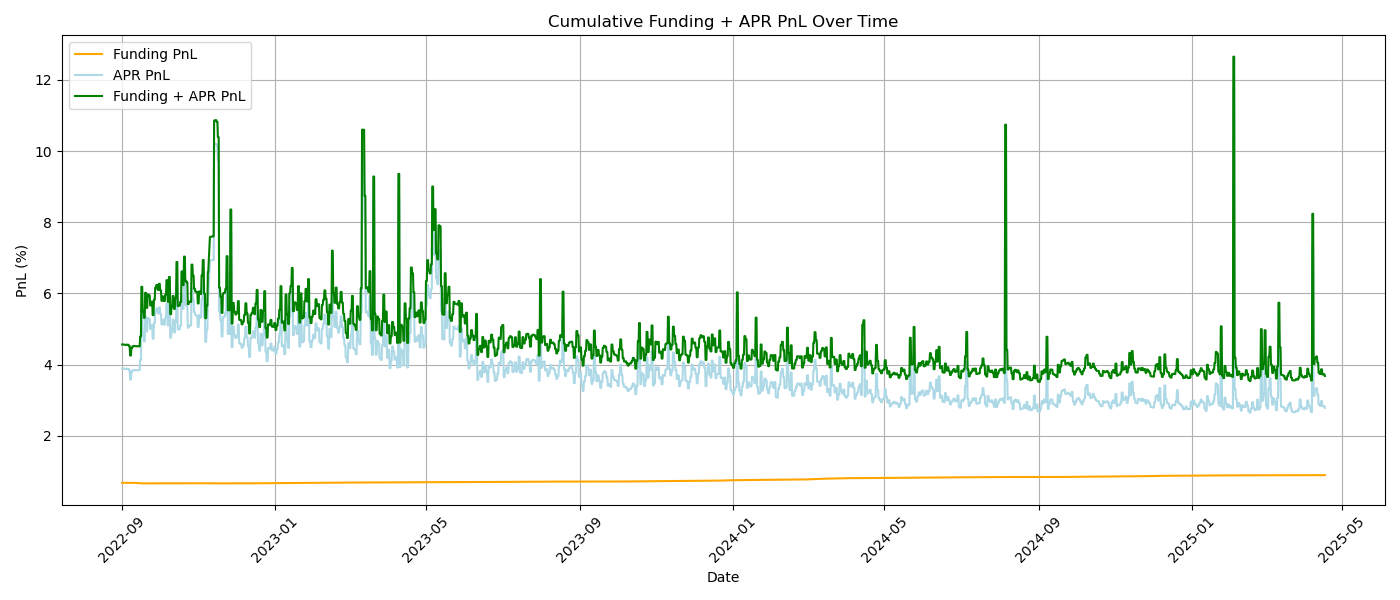 Cumulative Funding + APR PnL Over Time
Funding PnL
APR PnL
Funding + APR PnL
PnL (%)
12
10
8
6
4
2
2022-09
2023-01
2023-05
2023-09
2024-01
2024-05
2024-09
2025-01
2025-05
Date